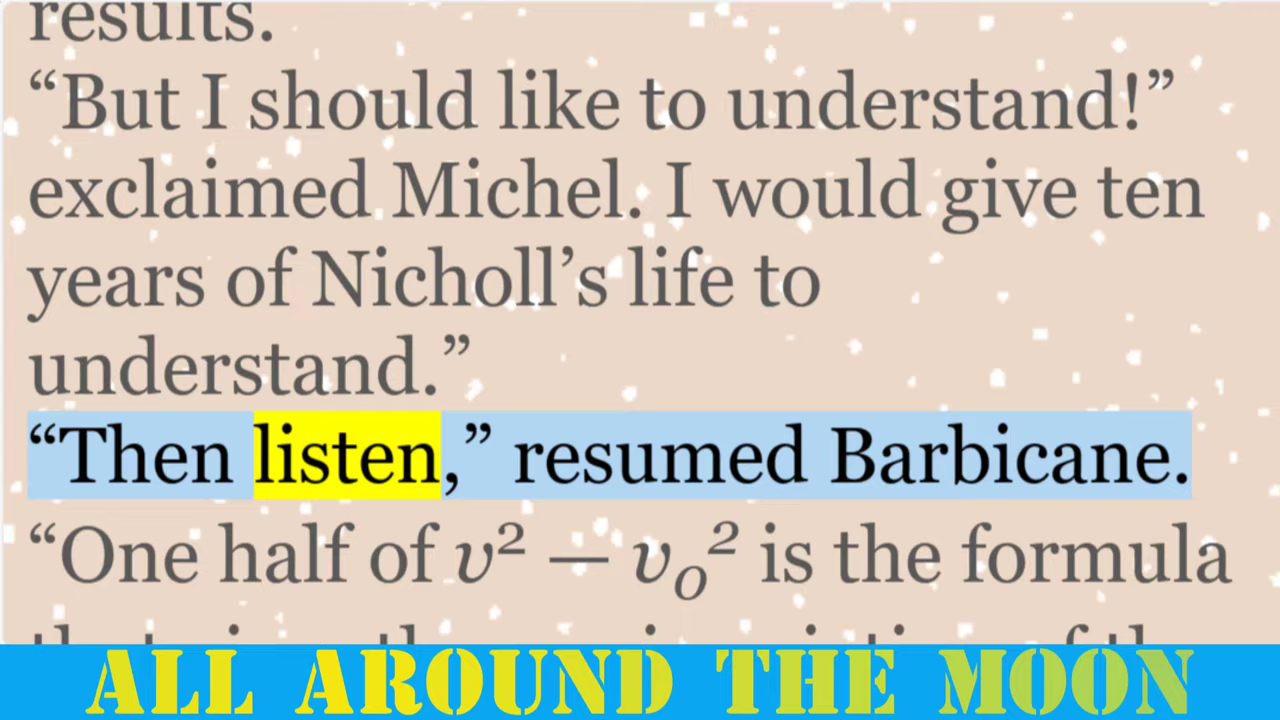 results.
“But I should like to understand!”
exclaimed Michel. I would give ten
years of Nicholl’s life to
understand.”
“Then listen,” resumed Barbicane.
“One half of v² — v₀² is the formula
ALL AROUND THE MOON